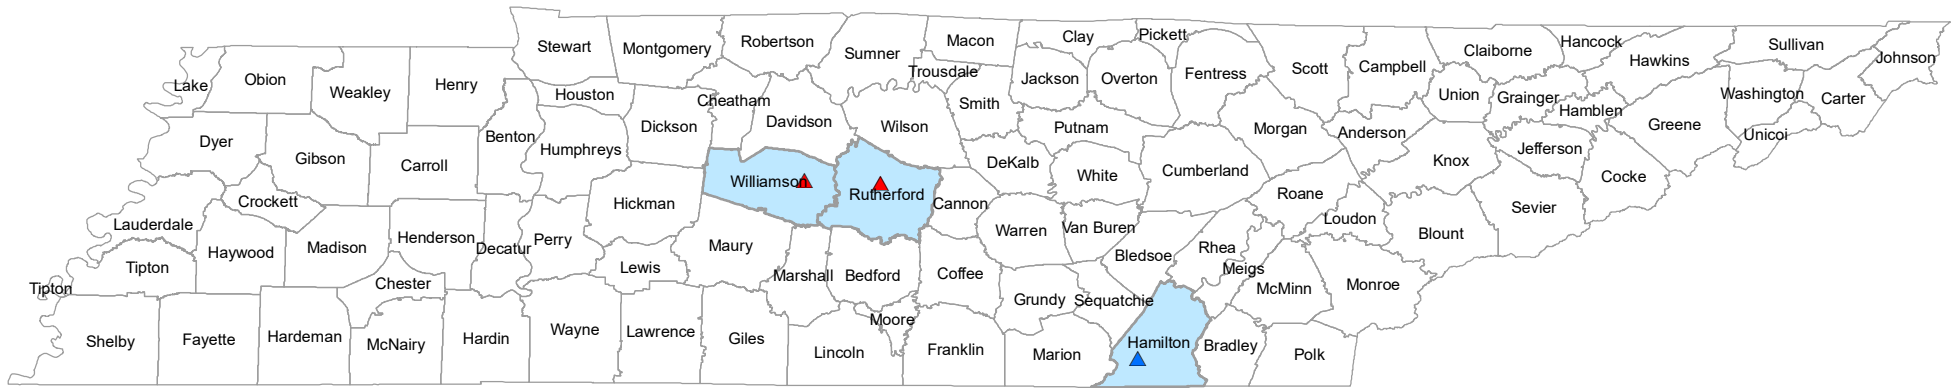 Stewart
Montgomery
Robertson
Sumner
Macon
Clay
Pickett
Claiborne
Hancock
Hawkins
Sullivan
Johnson
Lake
Obion
Weakley
Henry
Houston
Cheatham
Trousdale
Smith
Jackson
Overton
Fentress
Scott
Campbell
Union
Grainger
Hamblen
Washington
Carter
Unicoi
Greene
Dyer
Gibson
Carroll
Benton
Humphreys
Dickson
Davidson
Wilson
Putnam
DeKalb
White
Cumberland
Morgan
Anderson
Knox
Jefferson
Cocke
Sevier
Crockett
Lauderdale
Haywood
Madison
Henderson
Decatur
Perry
Hickman
Williamson
Rutherford
Cannon
Warren
Van Buren
Roane
Loudon
Blount
Tipton
Tipton
Chester
Lewis
Maury
Marshall
Bedford
Coffee
Grundy
Sequatchie
Bledsoe
Rhea
Meigs
McMinn
Monroe
Shelby
Fayette
Hardeman
McNairy
Hardin
Wayne
Lawrence
Giles
Lincoln
Moore
Franklin
Marion
Hamilton
Bradley
Polk